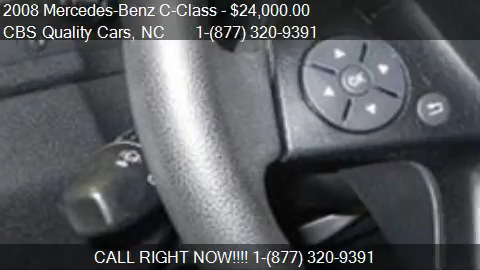 2008 Mercedes-Benz C-Class - $24,000.00
CBS Quality Cars, NC 1-(877) 320-9391
OK
CALL RIGHT NOW!!!! 1-(877) 320-9391